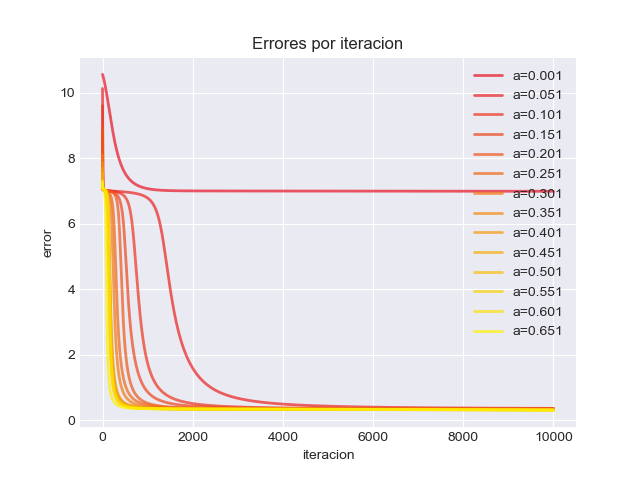 Errores por iteracion
error
10
8
6
4
2
0
a=0.001
a=0.051
a=0.101
a=0.151
a=0.201
a=0.251
a=0.301
a=0.351
a=0.401
a=0.451
a=0.501
a=0.551
a=0.601
a=0.651
0 2000 4000 6000 8000 10000
iteracion